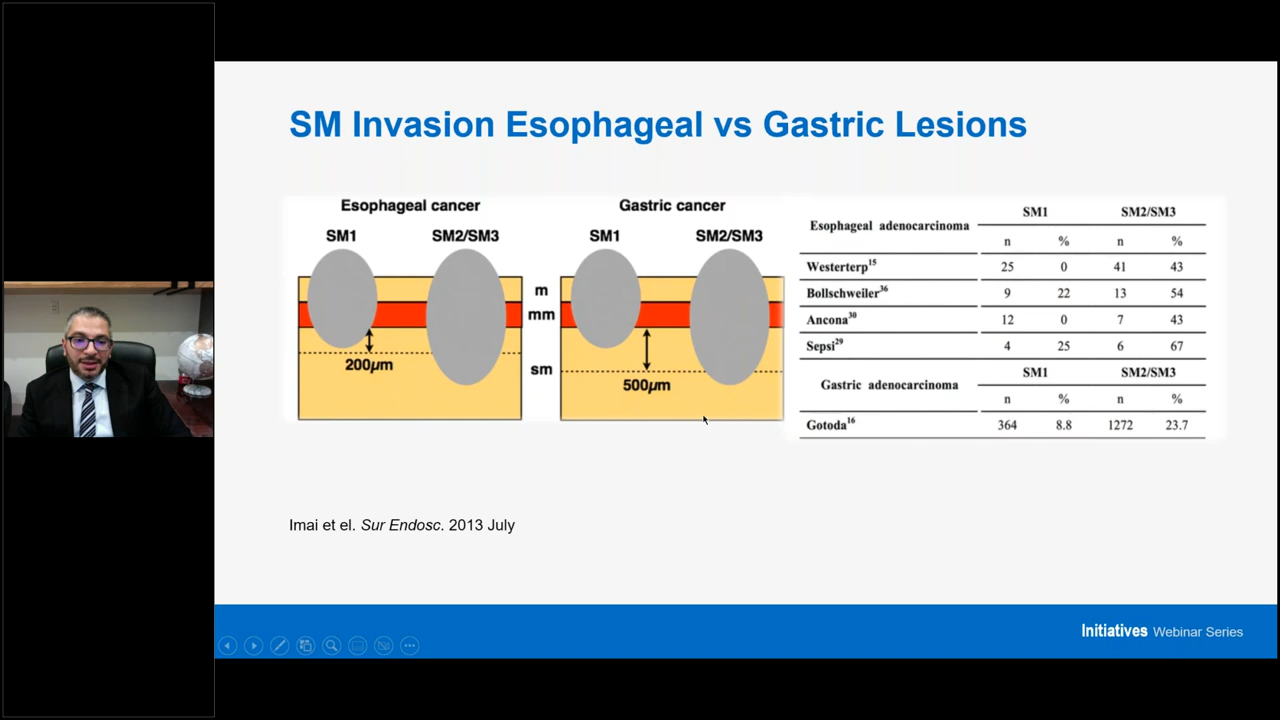 SM Invasion Esophageal vs Gastric Lesions
Esophageal cancer
SM1 SM2/SM3
200μm
m
mm
sm
Gastric cancer
SM1 SM2/SM3
500μm
Esophageal adenocarcinoma SM1 SM2/SM3
n % n %
Westerterp15 25 0 41 43
Bollschweiler36 9 22 13 54
Ancona30 12 0 7 43
Sepsi29 4 25 6 67
Gastric adenocarcinoma SM1 SM2/SM3
n % n %
Gotoda16 364 8.8 1272 23.7
Imai et el. Sur Endosc. 2013 July
Initiatives Webinar Series